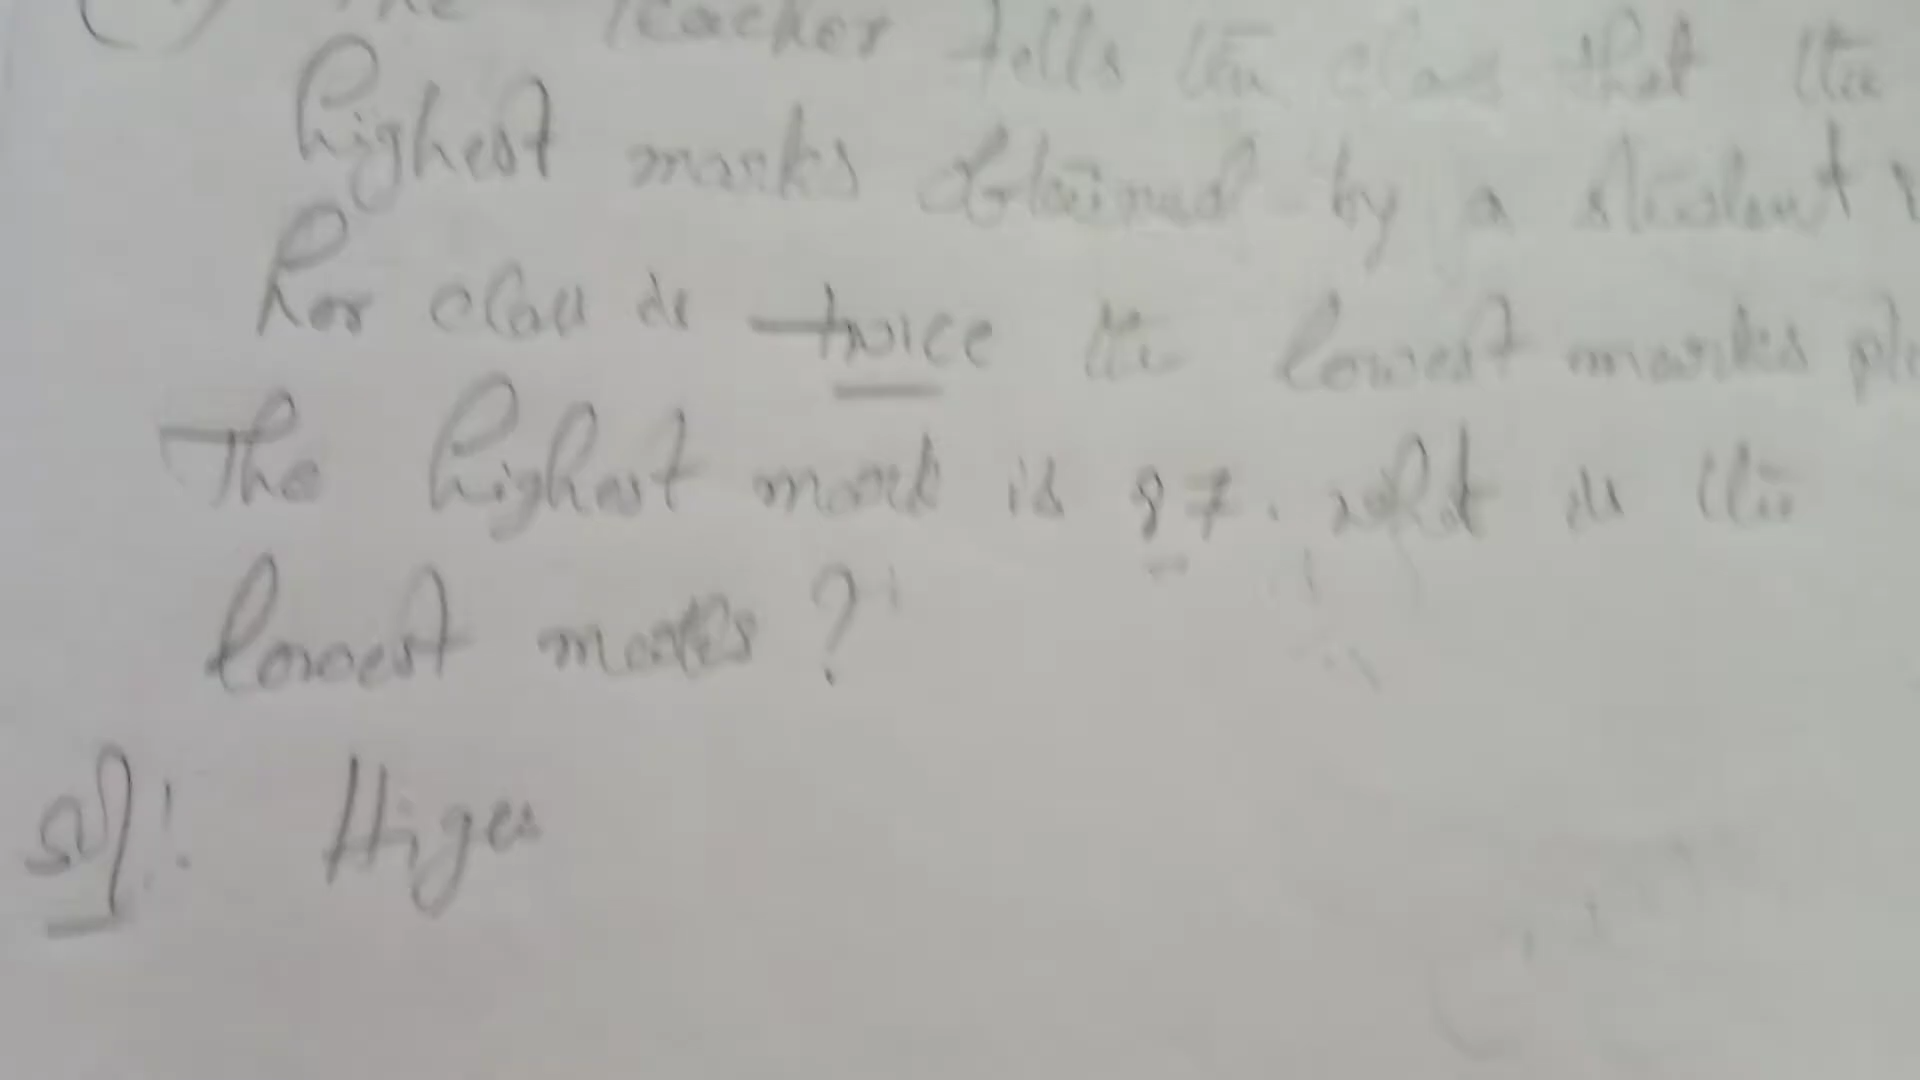 The Teacher tells the class that the
highest marks obtained by a student
her class is twice the lowest marks
The highest mark is 87. what is the
lowest marks?
Sol: Higes